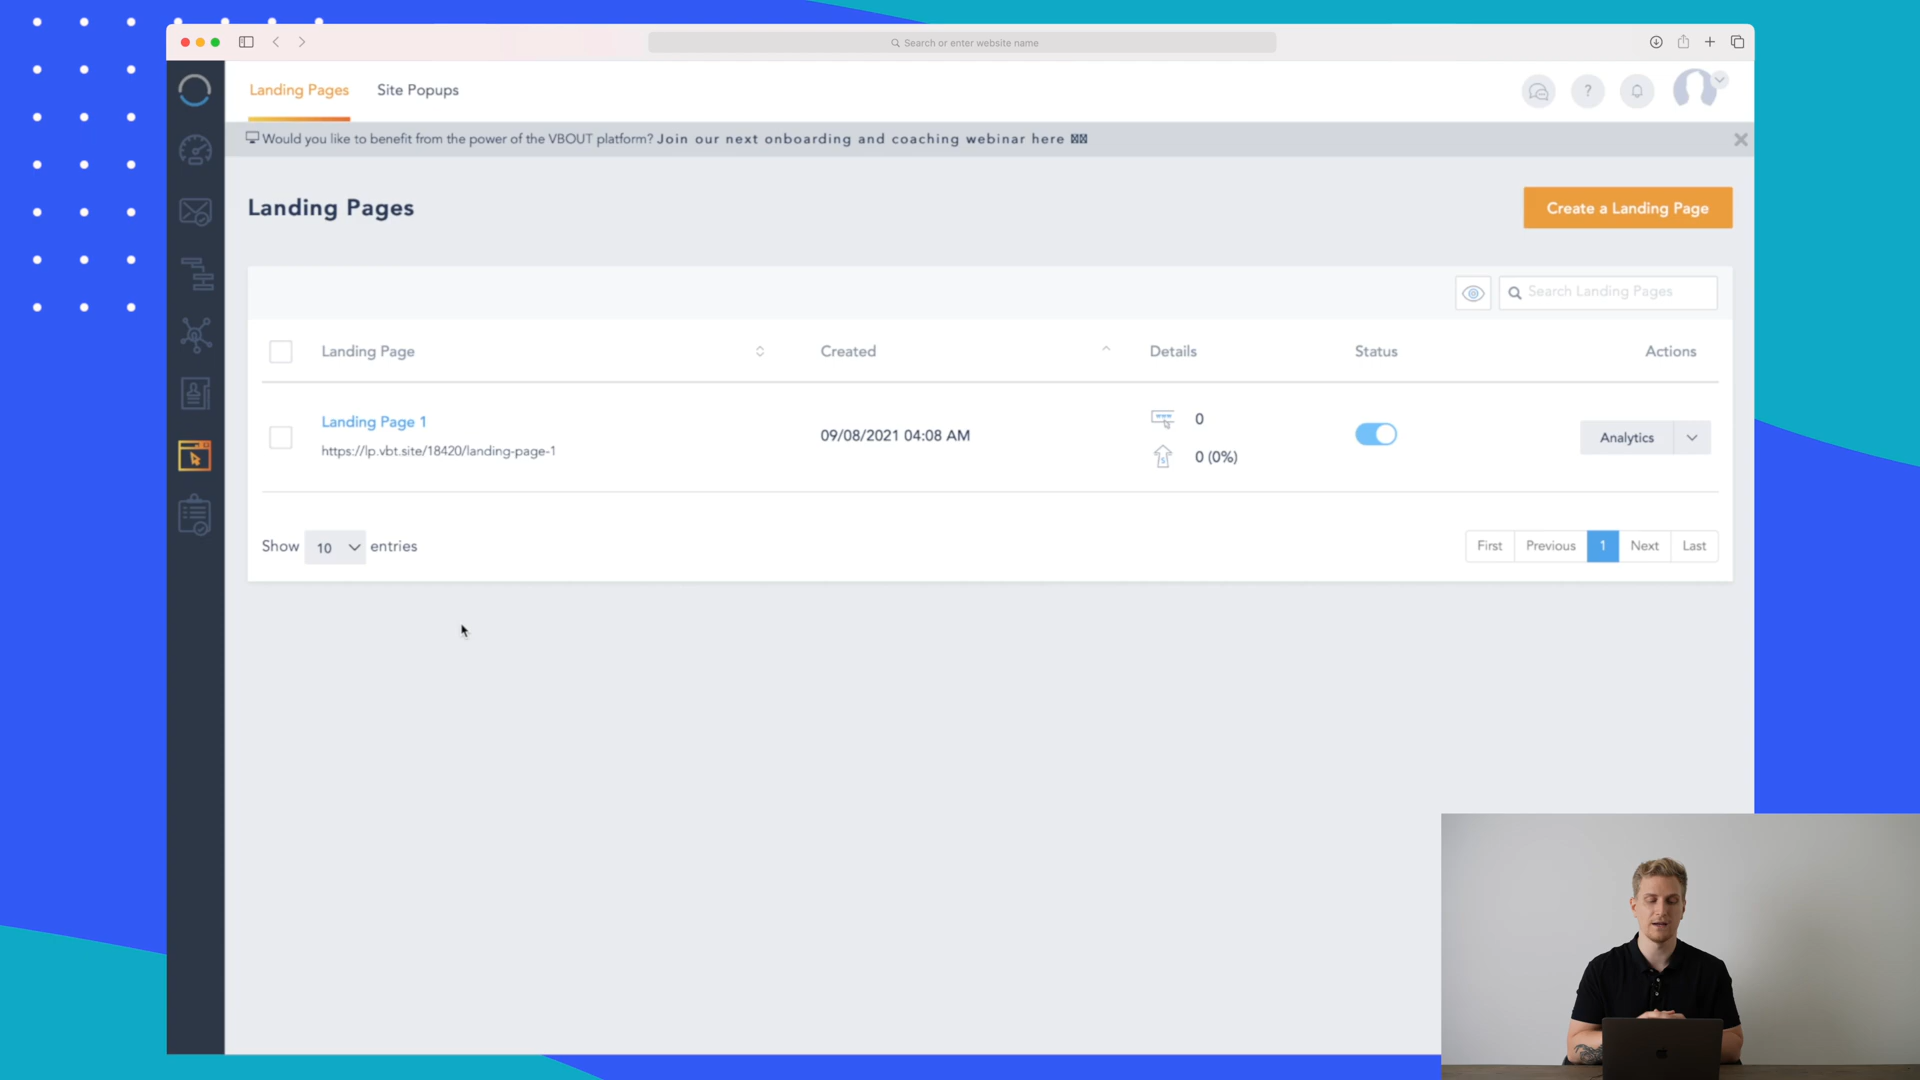 Search or enter website name
Landing Pages Site Popups
?
Would you like to benefit from the power of the VBOUT platform? Join our next onboarding and coaching webinar here
Landing Pages
Create a Landing Page
Search Landing Pages
Landing Page Created Details Status Actions
Landing Page 1
https://lp.vbt.site/18420/landing-page-1
09/08/2021 04:08 AM
0
0 (0%)
Analytics
Show 10 entries
First Previous 1 Next Last